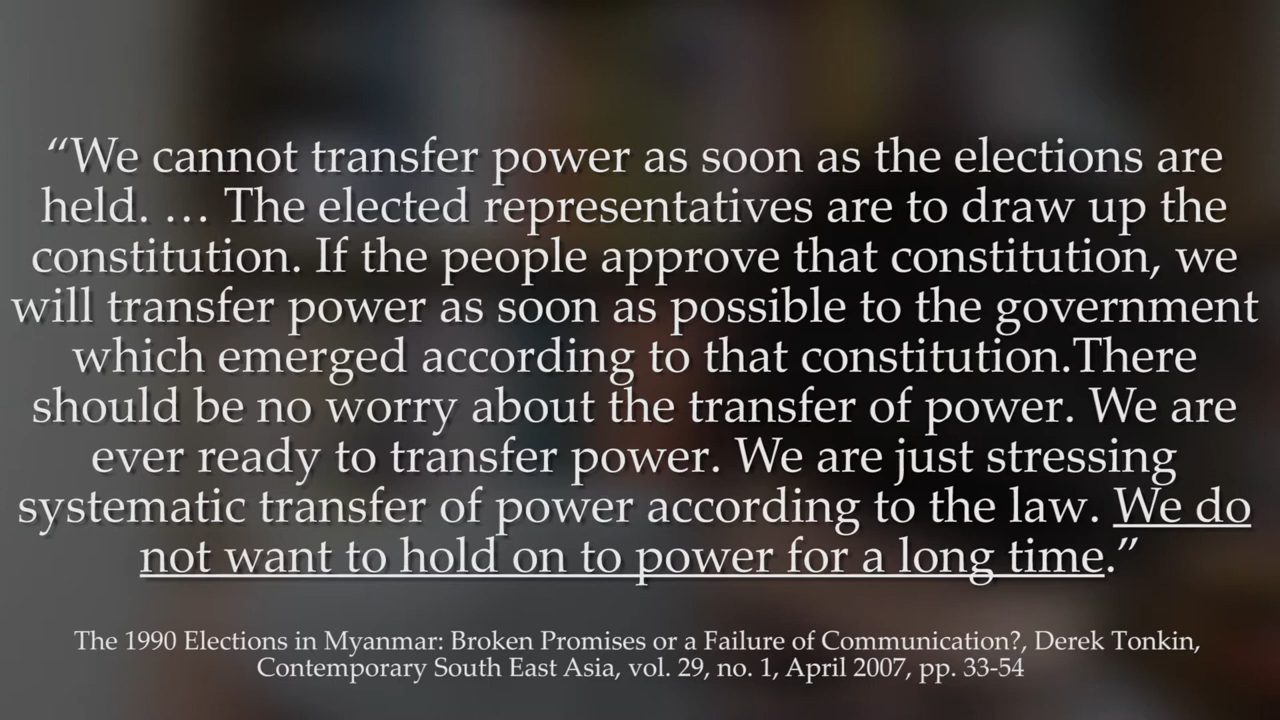 “We cannot transfer power as soon as the elections are
held. … The elected representatives are to draw up the
constitution. If the people approve that constitution, we
will transfer power as soon as possible to the government
which emerged according to that constitution.There
should be no worry about the transfer of power. We are
ever ready to transfer power. We are just stressing
systematic transfer of power according to the law. We do
not want to hold on to power for a long time.”
The 1990 Elections in Myanmar: Broken Promises or a Failure of Communication?, Derek Tonkin,
Contemporary South East Asia, vol. 29, no. 1, April 2007, pp. 33-54